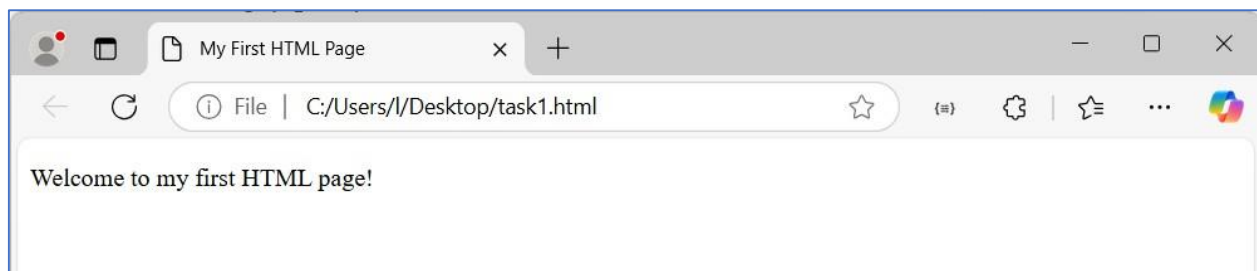 My First HTML Page
File | C:/Users/l/Desktop/task1.html
Welcome to my first HTML page!